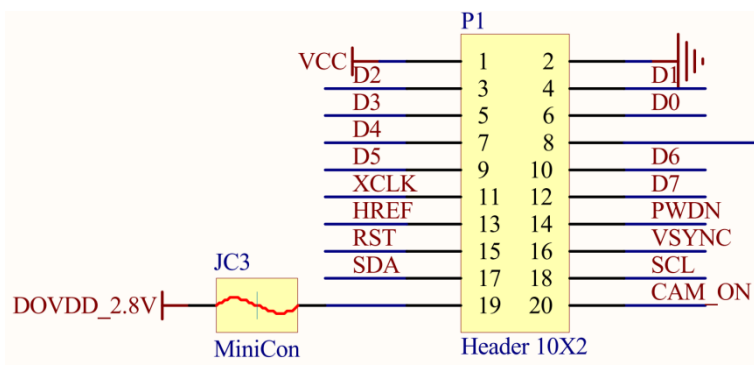 P1
VCC 1 2
D2 3 4 D1
D3 5 6 D0
D4 7 8
D5 9 10 D6
XCLK 11 12 D7
HREF 13 14 PWDN
RST 15 16 VSYNC
SDA 17 18 SCL
JC3
DOVDD_2.8V 19 20 CAM_ON
MiniCon
Header 10X2